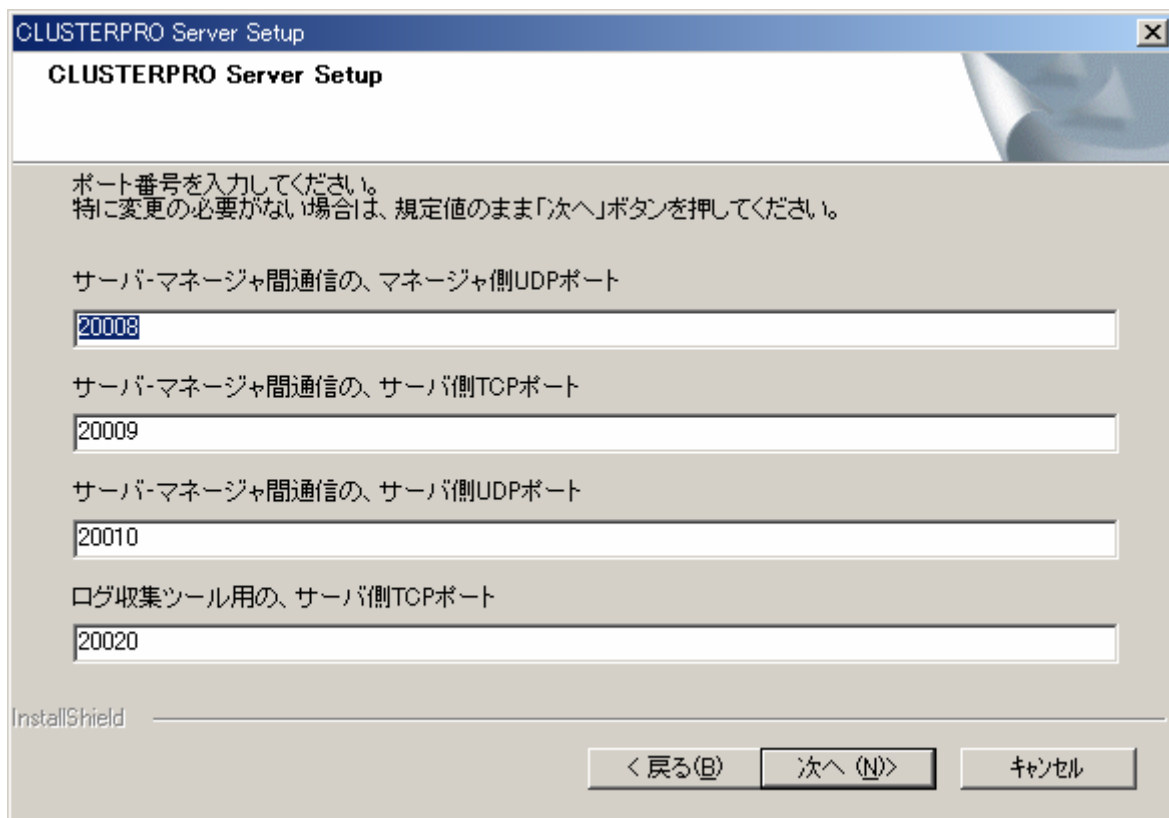 CLUSTERPRO Server Setup
CLUSTERPRO Server Setup
ポート番号を入力してください。
特に変更の必要がない場合は、規定値のまま「次へ」ボタンを押してください。
サーバ-マネージャ間通信の、マネージャ側UDPポート
20008
サーバ-マネージャ間通信の、サーバ側TCPポート
20009
サーバ-マネージャ間通信の、サーバ側UDPポート
20010
ログ収集ツール用の、サーバ側TCPポート
20020
InstallShield
< 戻る(B) 次へ (N)> キャンセル